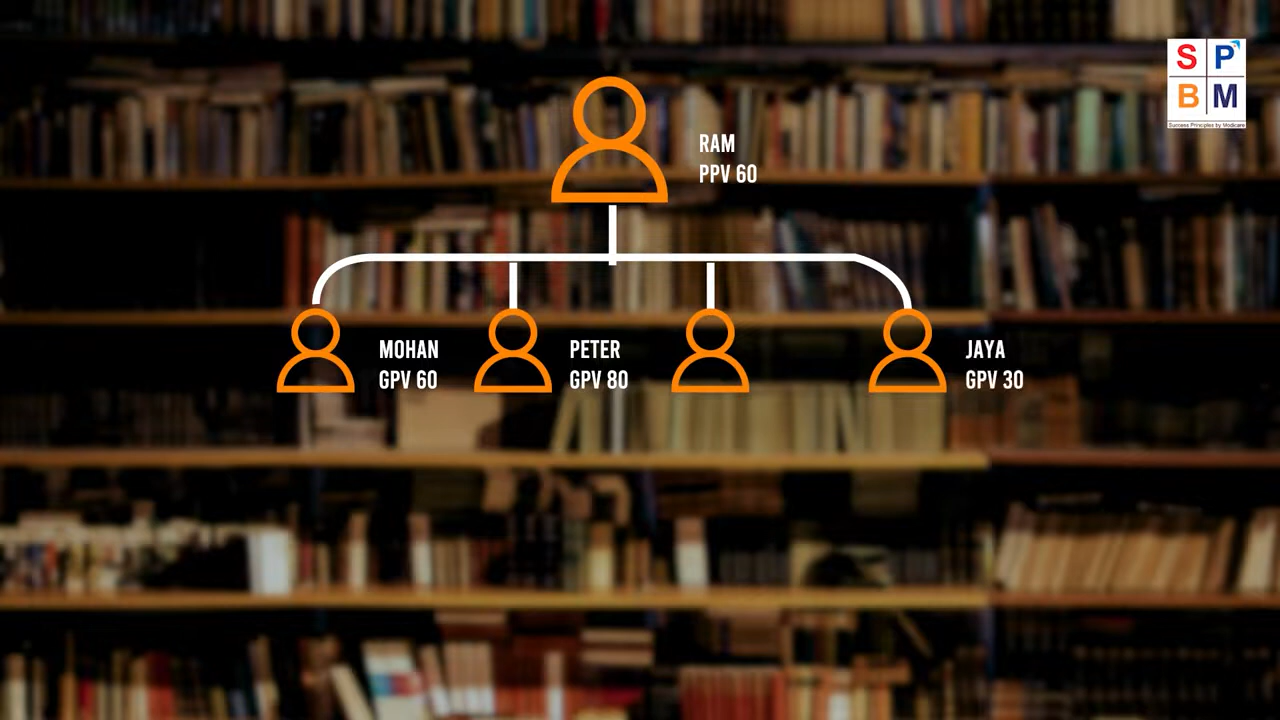 S P
B M
Success Principles by Modicare
RAM
PPV 60
MOHAN
GPV 60
PETER
GPV 80
JAYA
GPV 30